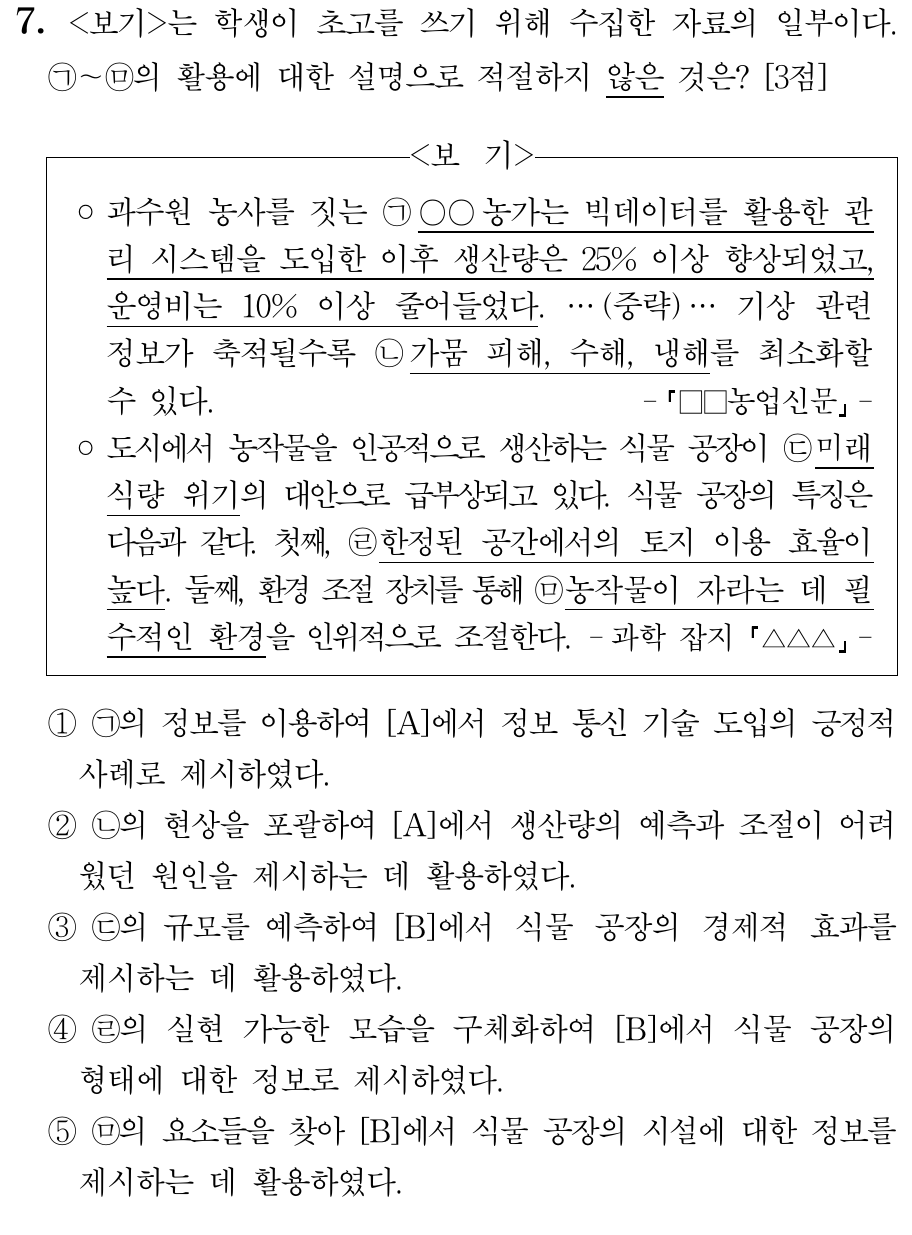 7. <보기>는 학생이 초고를 쓰기 위해 수집한 자료의 일부이다.
㉠~㉤의 활용에 대한 설명으로 적절하지 않은 것은? [3점]
<보 기>
○ 과수원 농사를 짓는 ㉠○○농가는 빅데이터를 활용한 관
리 시스템을 도입한 이후 생산량은 25% 이상 향상되었고,
운영비는 10% 이상 줄어들었다. …(중략)… 기상 관련
정보가 축적될수록 ㉡가뭄 피해, 수해, 냉해를 최소화할
수 있다. -『□□농업신문』-
○ 도시에서 농작물을 인공적으로 생산하는 식물 공장이 ㉢미래
식량 위기의 대안으로 급부상되고 있다. 식물 공장의 특징은
다음과 같다. 첫째, ㉣한정된 공간에서의 토지 이용 효율이
높다. 둘째, 환경 조절 장치를 통해 ㉤농작물이 자라는 데 필
수적인 환경을 인위적으로 조절한다. -과학 잡지『△△△』-
① ㉠의 정보를 이용하여 [A]에서 정보 통신 기술 도입의 긍정적
사례로 제시하였다.
② ㉡의 현상을 포괄하여 [A]에서 생산량의 예측과 조절이 어려
웠던 원인을 제시하는 데 활용하였다.
③ ㉢의 규모를 예측하여 [B]에서 식물 공장의 경제적 효과를
제시하는 데 활용하였다.
④ ㉣의 실현 가능한 모습을 구체화하여 [B]에서 식물 공장의
형태에 대한 정보로 제시하였다.
⑤ ㉤의 요소들을 찾아 [B]에서 식물 공장의 시설에 대한 정보를
제시하는 데 활용하였다.